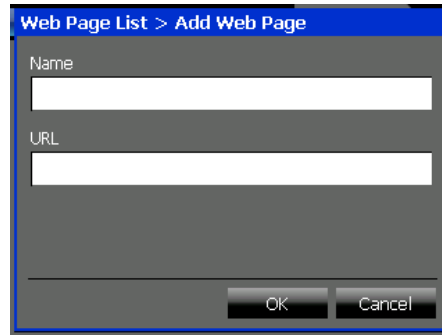 Web Page List > Add Web Page
Name
URL
OK
Cancel